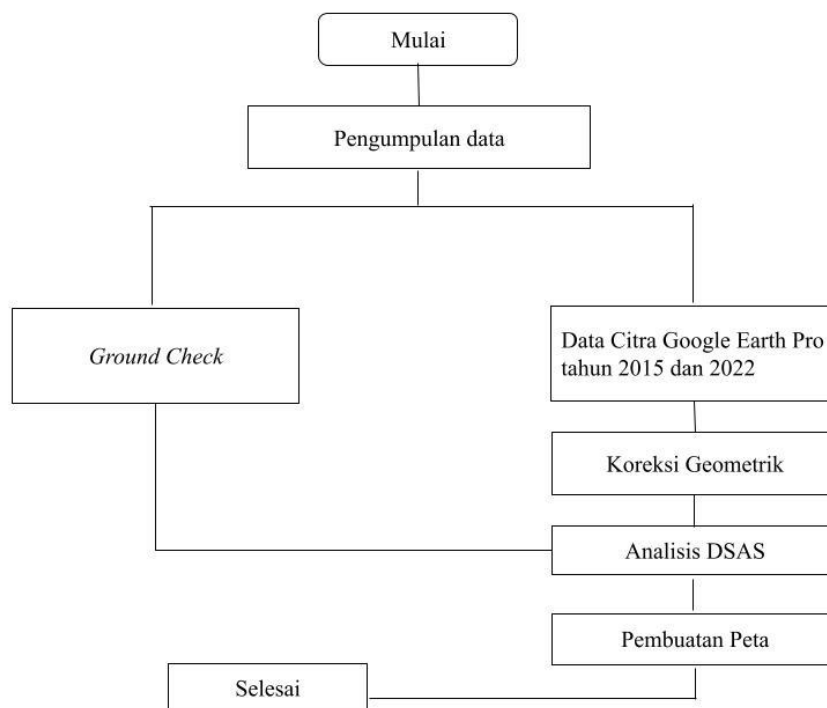 Mulai
Pengumpulan data
Ground Check
Data Citra Google Earth Pro
tahun 2015 dan 2022
Koreksi Geometrik
Analisis DSAS
Pembuatan Peta
Selesai